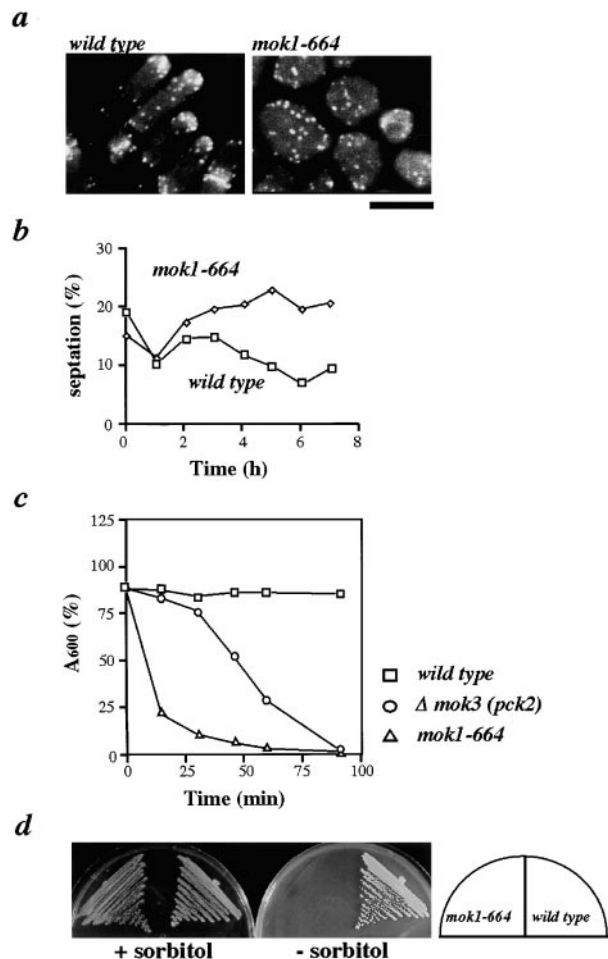 a
wild type mok1-664
b
septation (%)
30
20
10
0
mok1-664
wild type
0 2 4 6 8
Time (h)
c
A600 (%)
125
100
75
50
25
0
0 25 50 75 100
Time (min)
wild type
Δ mok3 (pck2)
mok1-664
d
+ sorbitol - sorbitol
mok1-664 wild type